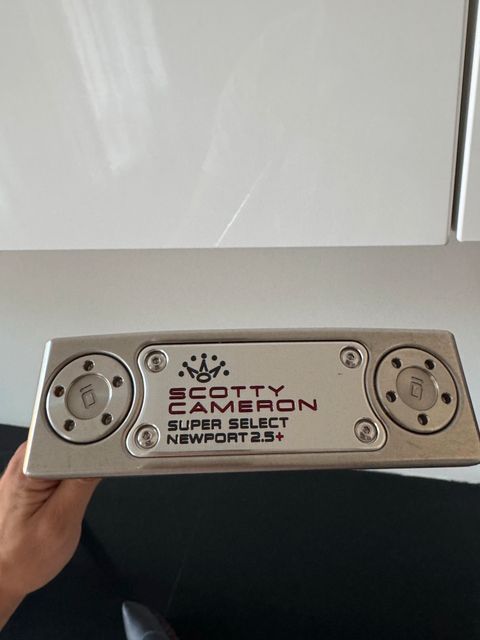 SCOTTY
CAMERON
SUPER SELECT
NEWPORT 2.5+